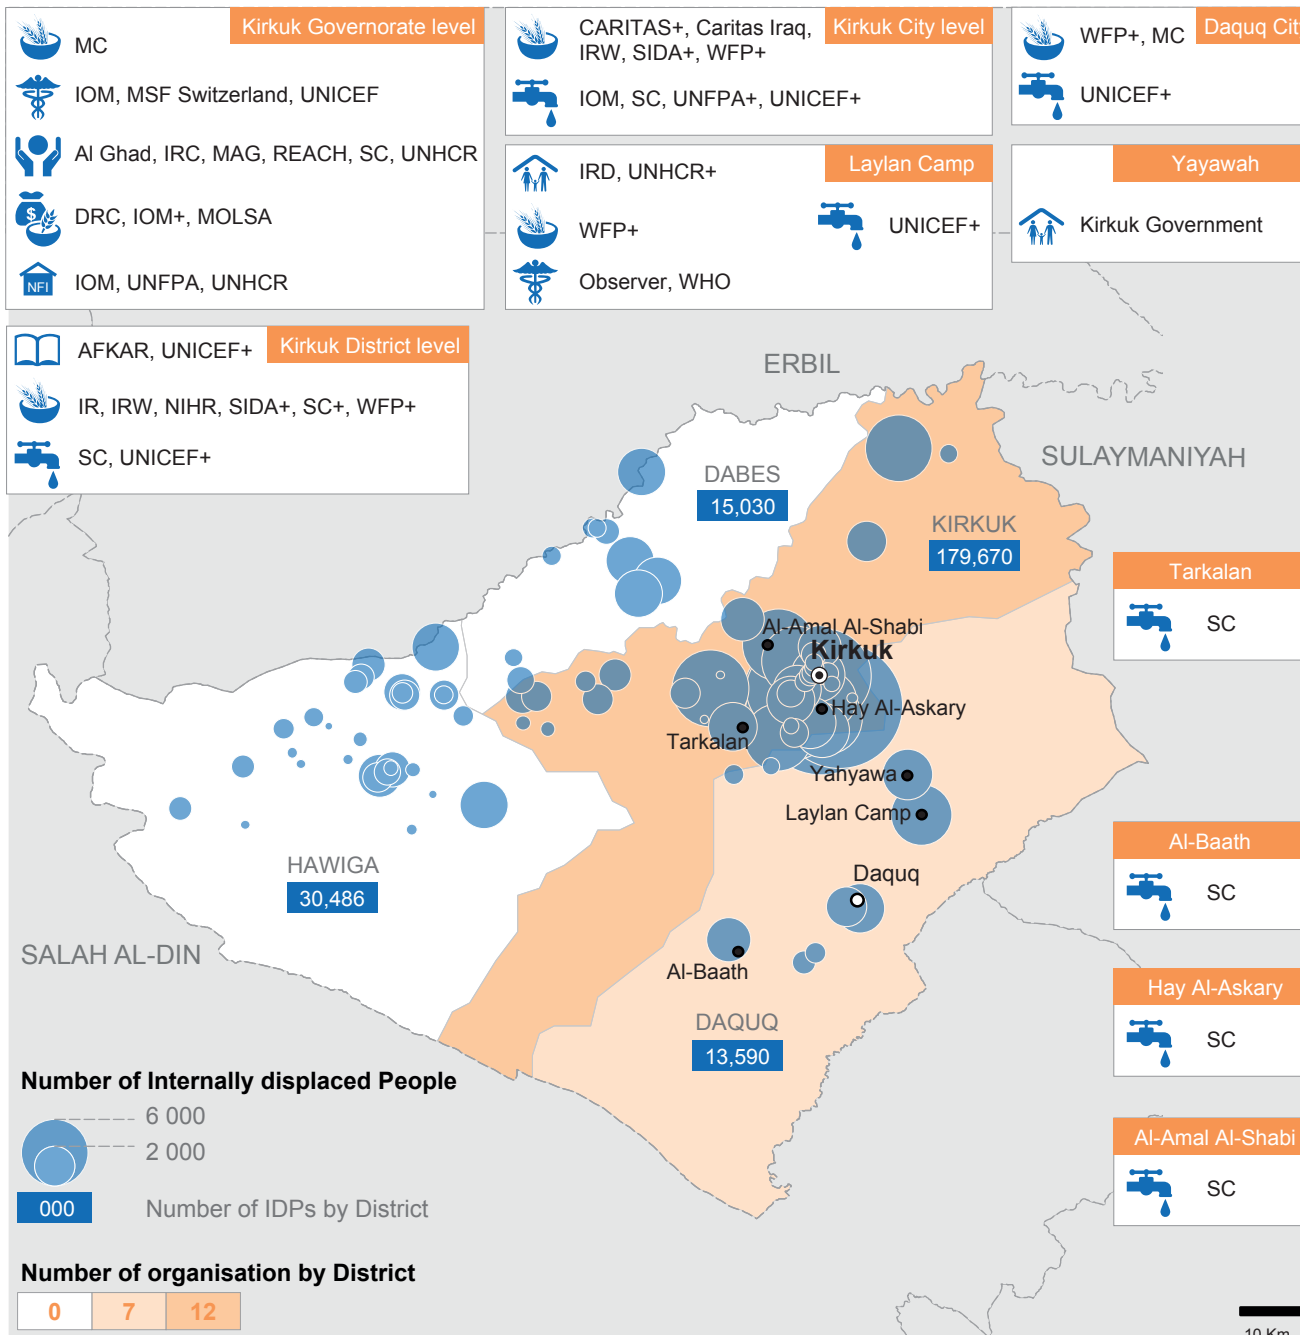 Kirkuk Governorate level
MC
IOM, MSF Switzerland, UNICEF
Al Ghad, IRC, MAG, REACH, SC, UNHCR
$
DRC, IOM+, MOLSA
NFI
IOM, UNFPA, UNHCR
Kirkuk City level
CARITAS+, Caritas Iraq,
IRW, SIDA+, WFP+
IOM, SC, UNFPA+, UNICEF+
Daquq Cit
WFP+, MC
UNICEF+
Laylan Camp
IRD, UNHCR+
WFP+
UNICEF+
Observer, WHO
Yayawah
Kirkuk Government
Kirkuk District level
AFKAR, UNICEF+
IR, IRW, NIHR, SIDA+, SC+, WFP+
SC, UNICEF+
ERBIL
SULAYMANIYAH
DABES
15,030
KIRKUK
179,670
Tarkalan
SC
Al-Amal Al-Shabi
Kirkuk
Hay Al-Askary
Tarkalan
Yahyawa
Laylan Camp
Al-Baath
SC
HAWIGA
30,486
Daquq
SALAH AL-DIN
Al-Baath
Hay Al-Askary
SC
DAQUQ
13,590
Al-Amal Al-Shabi
SC
Number of Internally displaced People
6 000
2 000
000
Number of IDPs by District
Number of organisation by District
0
7
12
10 Km